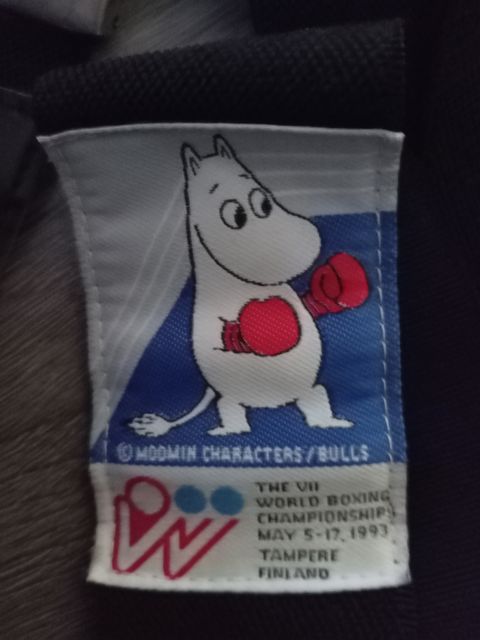 © MOOMIN CHARACTERS/BULLS
THE VII
WORLD BOXING
CHAMPIONSHIPS
MAY 5-17, 1993
TAMPERE
FINLAND